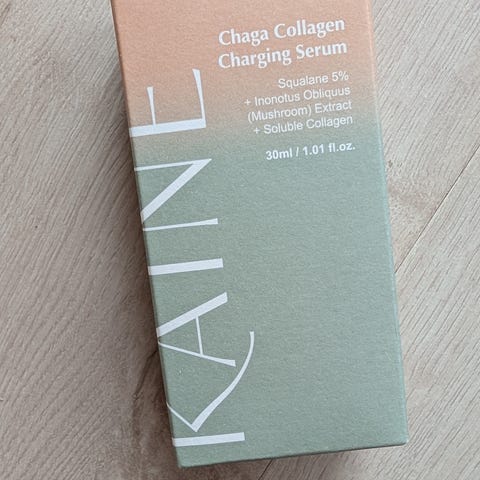 Chaga Collagen
Charging Serum
Squalane 5%
+ Inonotus Obliquus
(Mushroom) Extract
+ Soluble Collagen
30ml / 1.01 fl.oz.
KAINE